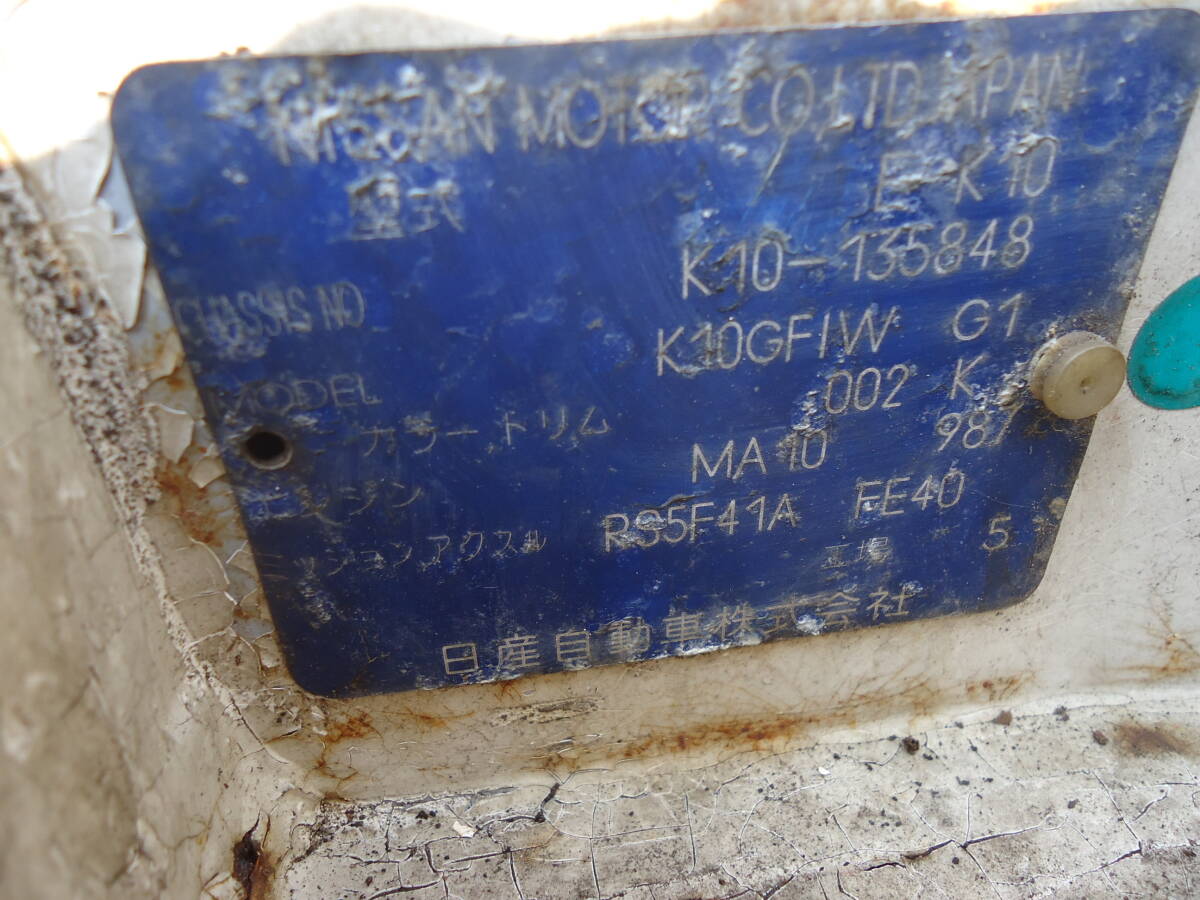 NISSAN MOTOR CO.,LTD. JAPAN
型式 E-K10
CHASSIS NO. K10-135848
MODEL K10GFIW G1
カラー トリム 002 K
エンジン MA10 987
ミッション アクスル RS5F41A FE40
工場 5
日産自動車株式会社